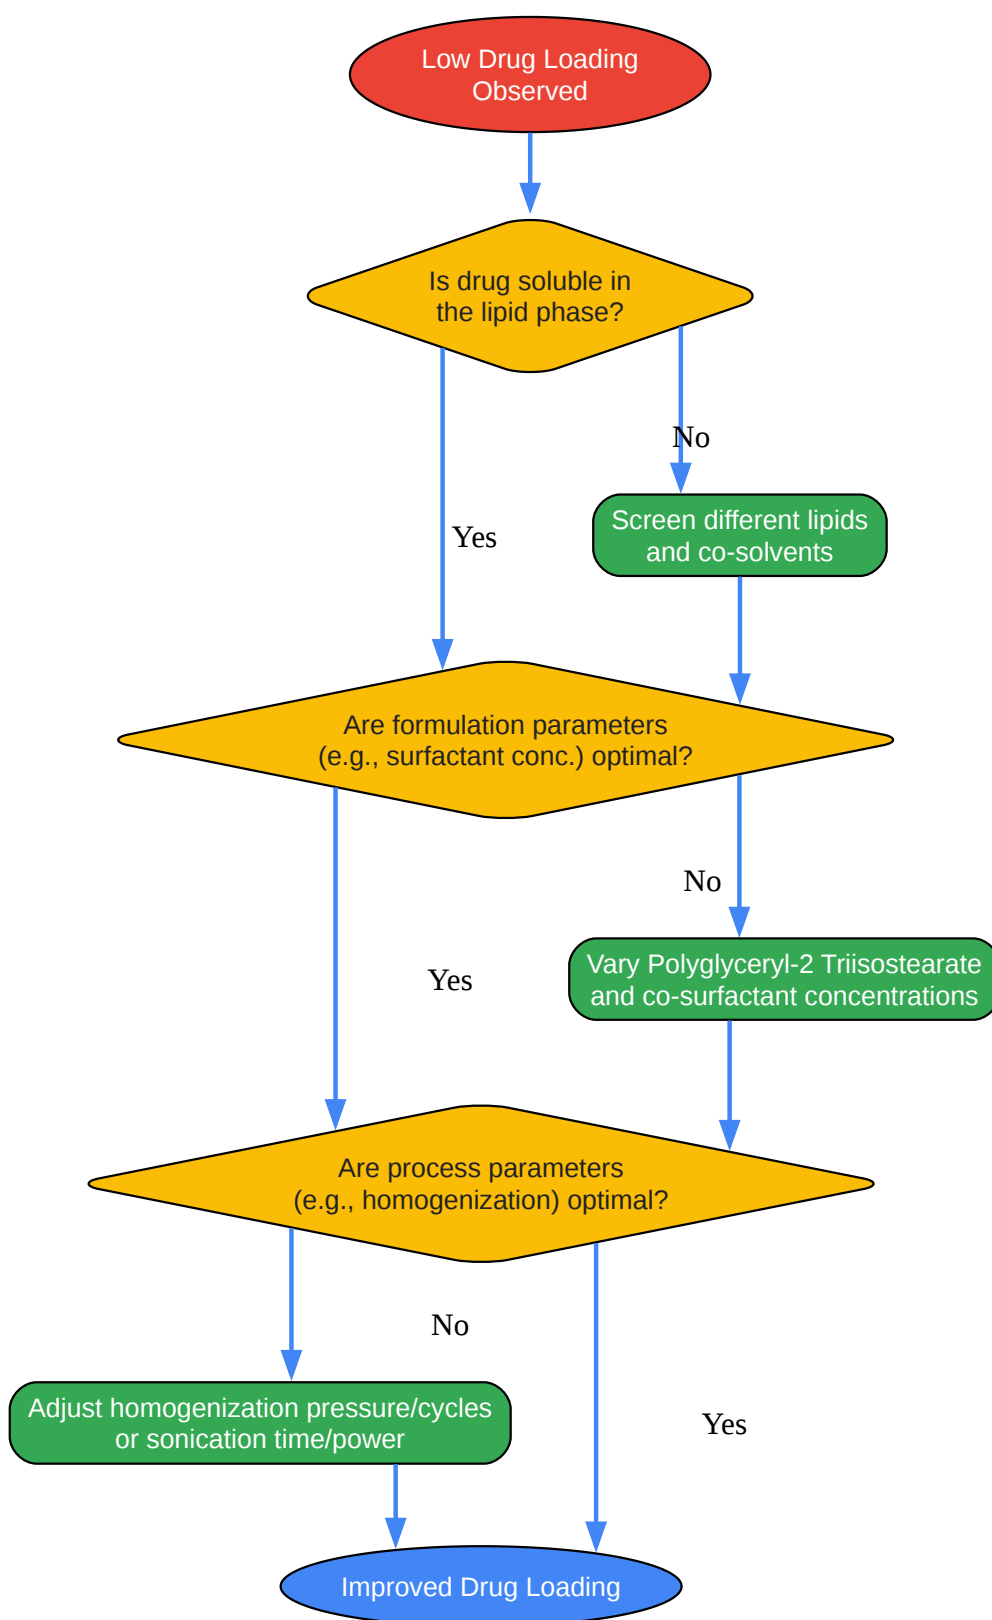 Low Drug Loading
Observed
Is drug soluble in
the lipid phase?
No
Yes
Screen different lipids
and co-solvents
Are formulation parameters
(e.g., surfactant conc.) optimal?
No
Yes
Vary Polyglyceryl-2 Triisostearate
and co-surfactant concentrations
Are process parameters
(e.g., homogenization) optimal?
No
Yes
Adjust homogenization pressure/cycles
or sonication time/power
Improved Drug Loading